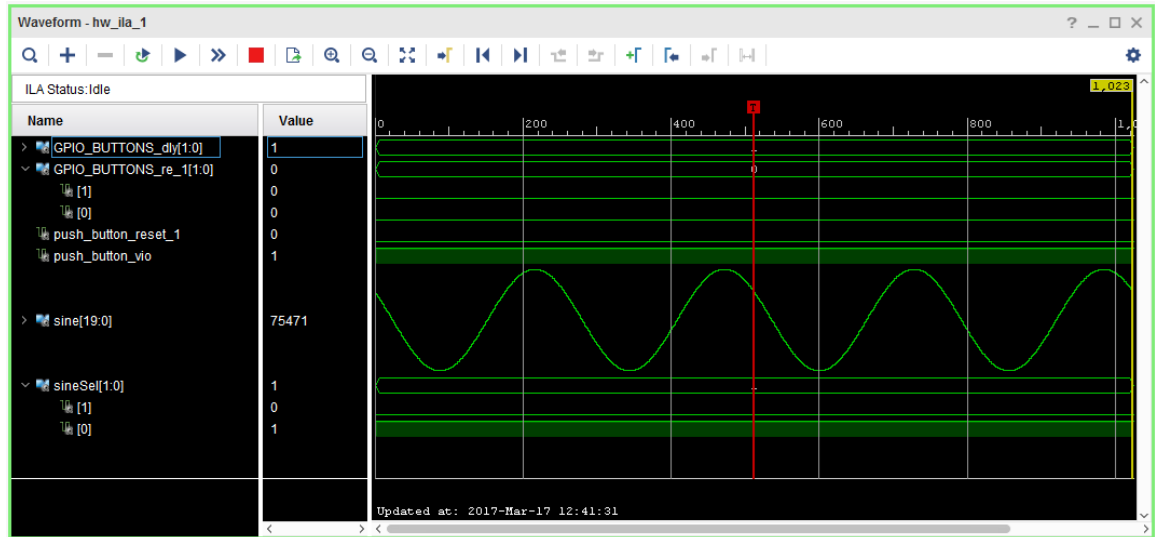 Waveform - hw_ila_1
ILA Status: Idle
Name Value
1,023
T
0 200 400 600 800 1,0
GPIO_BUTTONS_dly[1:0] 1
GPIO_BUTTONS_re_1[1:0] 0 0
[1] 0
[0] 0
push_button_reset_1 0
push_button_vio 1
sine[19:0] 75471
sineSel[1:0] 1
[1] 0
[0] 1
Updated at: 2017-Mar-17 12:41:31